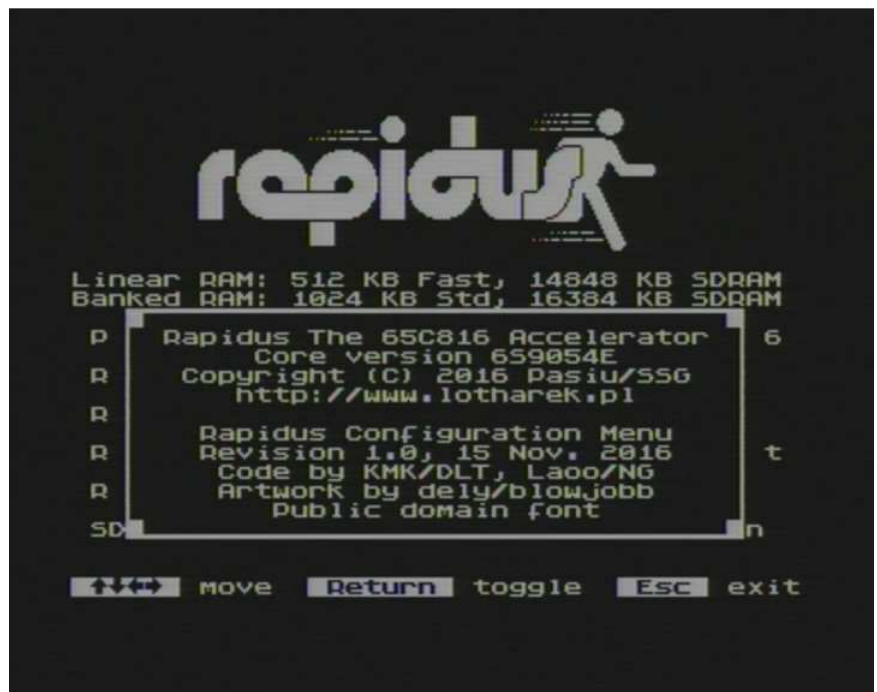 rapidus
Linear RAM: 512 KB Fast, 14848 KB SDRAM
Banked RAM: 1024 KB Std, 16384 KB SDRAM
P Rapidus The 65C816 Accelerator 6
Core version 6S9054E
R Copyright (C) 2016 Pasiu/SSG
http://www.lotharek.pl
R
Rapidus Configuration Menu
R Revision 1.0, 15 Nov. 2016 t
Code by KMK/DLT, Laoo/NG
R Artwork by dely/blowjobb
Public domain font
SD n
↑↓←→ move Return toggle Esc exit